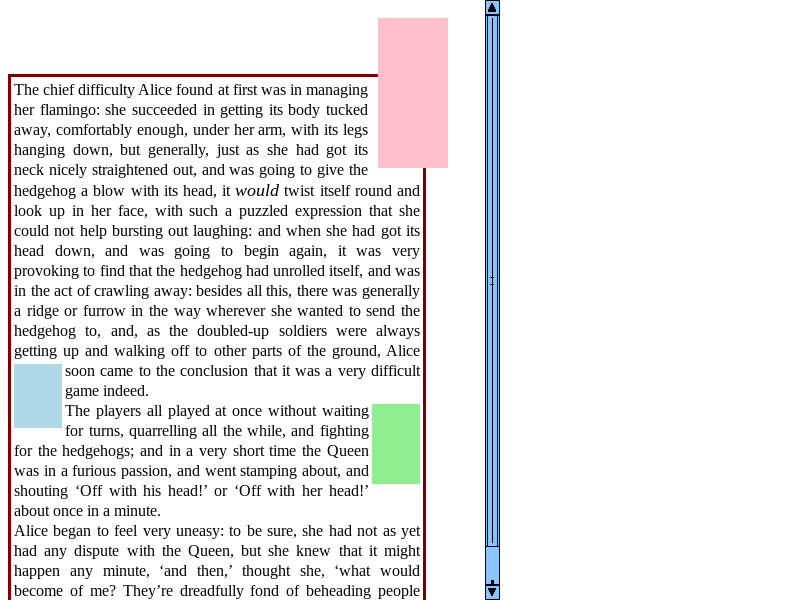 The chief difficulty Alice found at first was in managing
her flamingo: she succeeded in getting its body tucked
away, comfortably enough, under her arm, with its legs
hanging down, but generally, just as she had got its
neck nicely straightened out, and was going to give the
hedgehog a blow with its head, it would twist itself round and
look up in her face, with such a puzzled expression that she
could not help bursting out laughing: and when she had got its
head down, and was going to begin again, it was very
provoking to find that the hedgehog had unrolled itself, and was
in the act of crawling away: besides all this, there was generally
a ridge or furrow in the way wherever she wanted to send the
hedgehog to, and, as the doubled-up soldiers were always
getting up and walking off to other parts of the ground, Alice
soon came to the conclusion that it was a very difficult
game indeed.
The players all played at once without waiting
for turns, quarrelling all the while, and fighting
for the hedgehogs; and in a very short time the Queen
was in a furious passion, and went stamping about, and
shouting ‘Off with his head!’ or ‘Off with her head!’
about once in a minute.
Alice began to feel very uneasy: to be sure, she had not as yet
had any dispute with the Queen, but she knew that it might
happen any minute, ‘and then,’ thought she, ‘what would
become of me? They’re dreadfully fond of beheading people